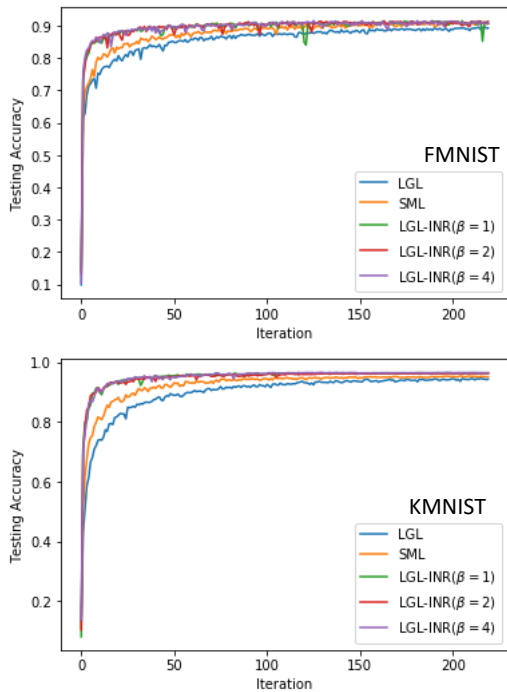 0.9
0.8
0.7
0.6
0.5
0.4
0.3
0.2
0.1
Testing Accuracy
FMNIST
LGL
SML
LGL-INR(β = 1)
LGL-INR(β = 2)
LGL-INR(β = 4)
0 50 100 150 200
Iteration
1.0
0.8
0.6
0.4
0.2
Testing Accuracy
KMNIST
LGL
SML
LGL-INR(β = 1)
LGL-INR(β = 2)
LGL-INR(β = 4)
0 50 100 150 200
Iteration